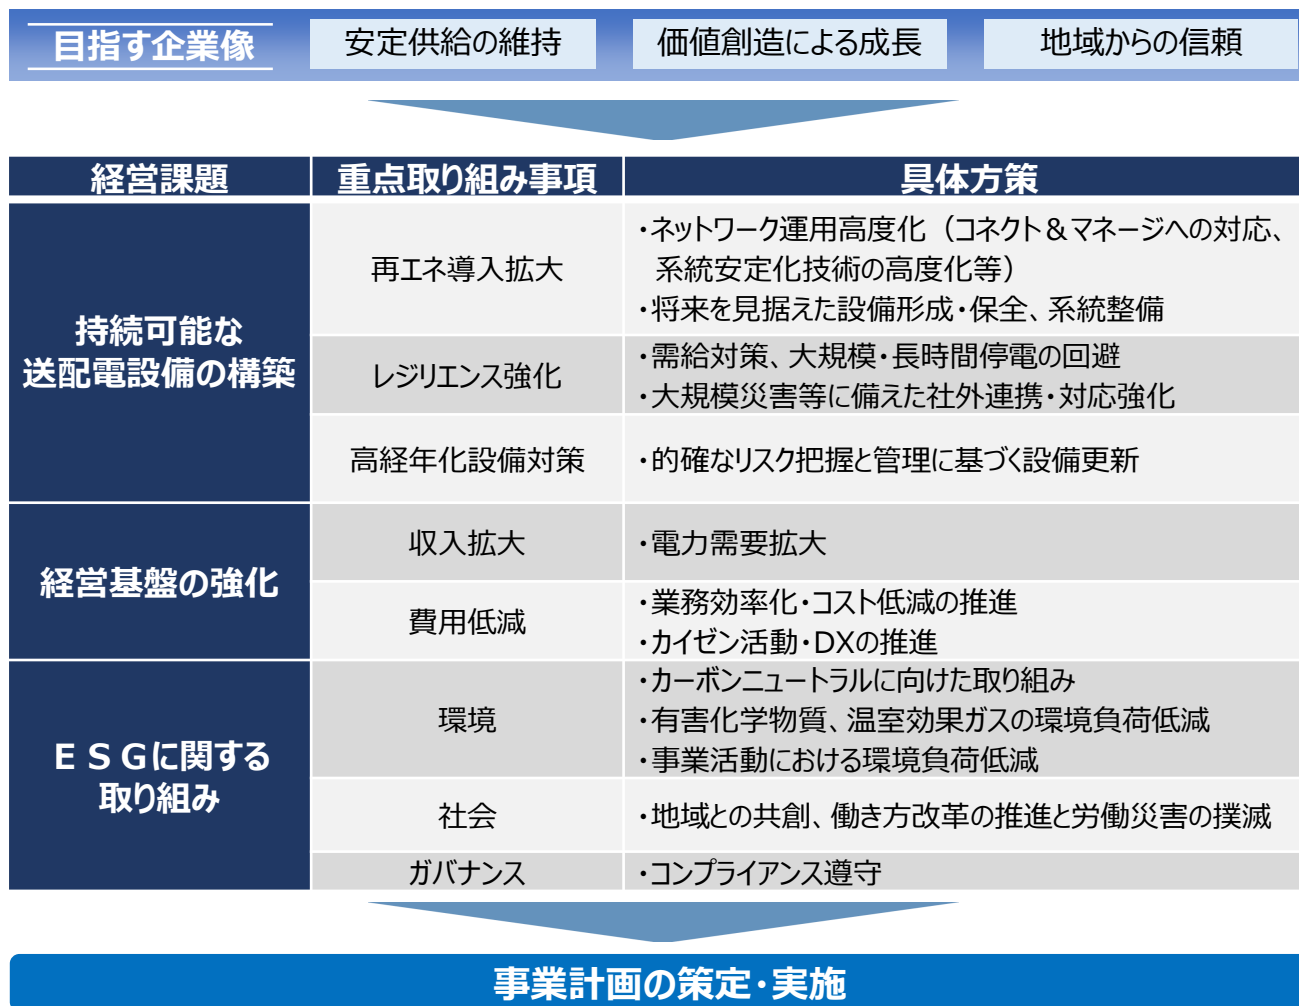 目指す企業像
安定供給の維持
価値創造による成長
地域からの信頼
経営課題
重点取り組み事項
具体方策
持続可能な
送配電設備の構築
再エネ導入拡大
・ネットワーク運用高度化（コネクト＆マネージへの対応、
系統安定化技術の高度化等）
・将来を見据えた設備形成・保全、系統整備
レジリエンス強化
・需給対策、大規模・長時間停電の回避
・大規模災害等に備えた社外連携・対応強化
高経年化設備対策
・的確なリスク把握と管理に基づく設備更新
経営基盤の強化
収入拡大
・電力需要拡大
費用低減
・業務効率化・コスト低減の推進
・カイゼン活動・DXの推進
ＥＳＧに関する
取り組み
環境
・カーボンニュートラルに向けた取り組み
・有害化学物質、温室効果ガスの環境負荷低減
・事業活動における環境負荷低減
社会
・地域との共創、働き方改革の推進と労働災害の撲滅
ガバナンス
・コンプライアンス遵守
事業計画の策定・実施